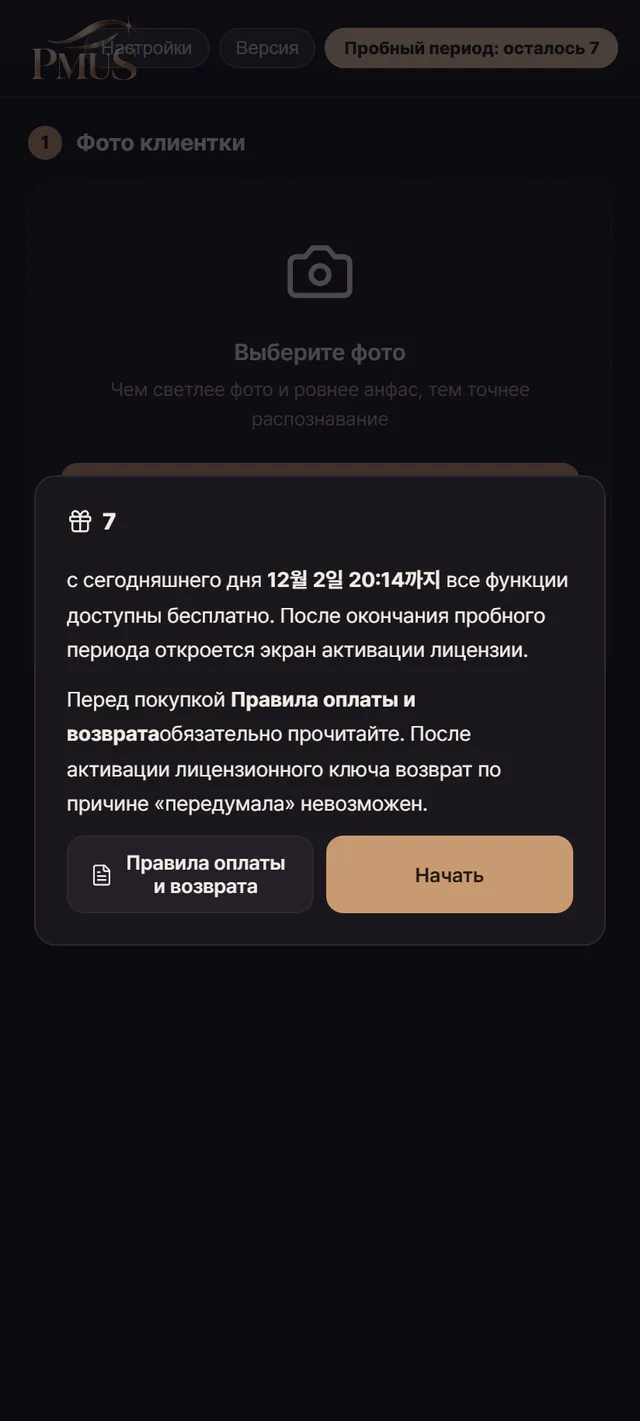 PMUS
Настройки
Версия
Пробный период: осталось 7
1
Фото клиентки
Выберите фото
Чем светлее фото и ровнее анфас, тем точнее
распознавание
7
с сегодняшнего дня 12월 2일 20:14까지 все функции
доступны бесплатно. После окончания пробного
периода откроется экран активации лицензии.
Перед покупкой Правила оплаты и
возвратаобязательно прочитайте. После
активации лицензионного ключа возврат по
причине «передумала» невозможен.
Правила оплаты
и возврата
Начать